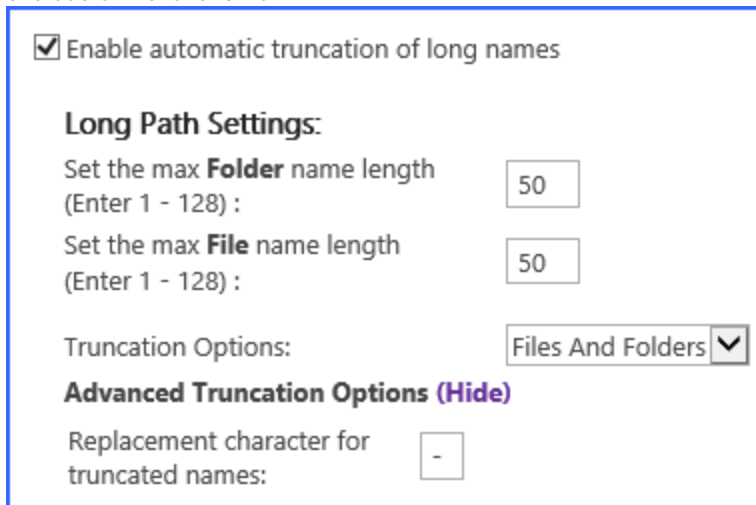 Enable automatic truncation of long names
Long Path Settings:
Set the max Folder name length
(Enter 1 - 128) :
50
Set the max File name length
(Enter 1 - 128) :
50
Truncation Options:
Files And Folders
Advanced Truncation Options (Hide)
Replacement character for
truncated names:
-